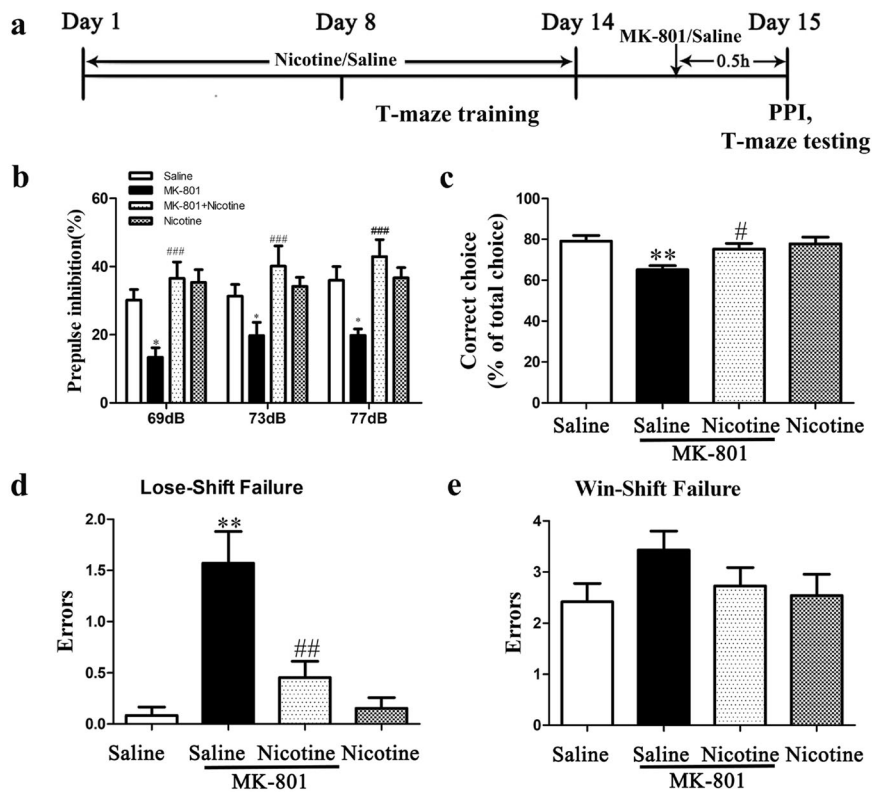 a
Day 1 Day 8 Day 14 Day 15
MK-801/Saline
Nicotine/Saline
0.5h
T-maze training
PPI,
T-maze testing
b
Saline
MK-801
MK-801+Nicotine
Nicotine
Prepulse inhibition(%)
60
40
20
0
###
###
###
*
*
*
69dB 73dB 77dB
c
Correct choice
(% of total choice)
100
80
60
40
20
0
**
#
Saline Saline Nicotine Nicotine
MK-801
d
Lose-Shift Failure
Errors
2.0
1.5
1.0
0.5
0.0
**
##
Saline Saline Nicotine Nicotine
MK-801
e
Win-Shift Failure
Errors
4
3
2
1
0
Saline Saline Nicotine Nicotine
MK-801